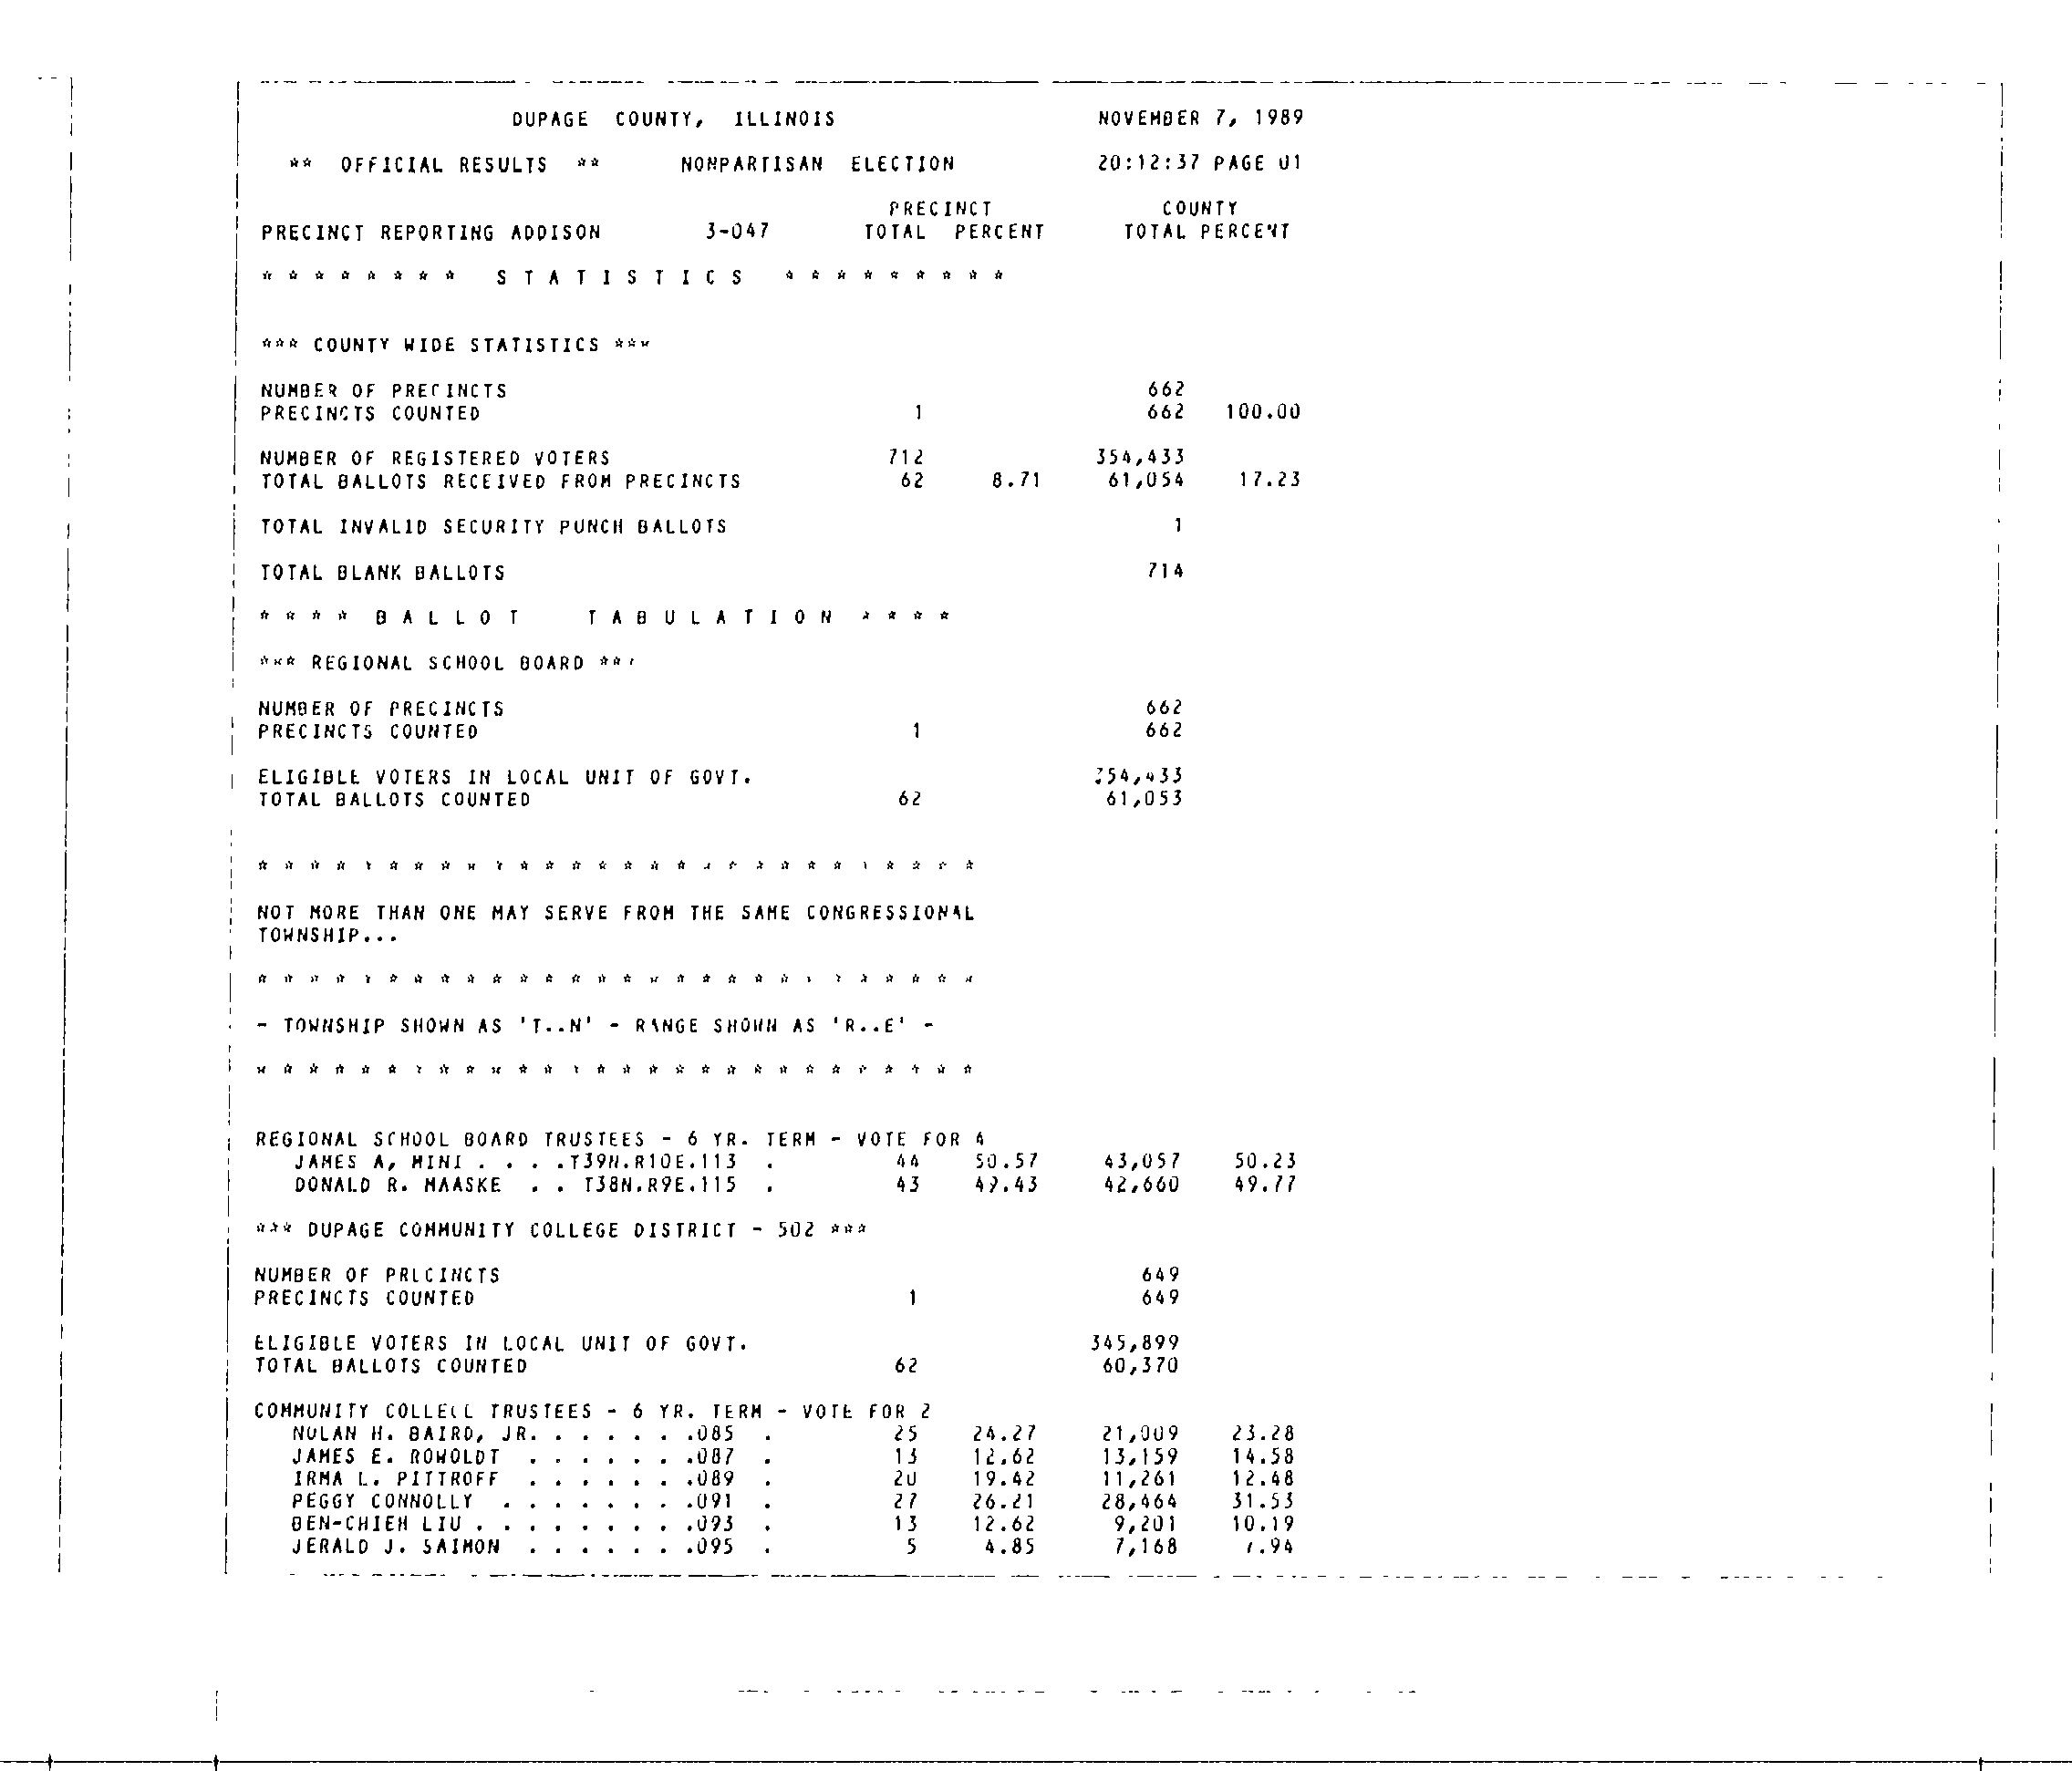 DUPAGE COUNTY, ILLINOIS NOVEMBER 7, 1989
** OFFICIAL RESULTS ** NONPARTISAN ELECTION 20:12:37 PAGE 01
PRECINCT COUNTY
PRECINCT REPORTING ADDISON 3-047 TOTAL PERCENT TOTAL PERCENT
* * * * * * * * S T A T I S T I C S * * * * * * * * *
*** COUNTY WIDE STATISTICS ***
NUMBER OF PRECINCTS 662
PRECINCTS COUNTED 1 662 100.00
NUMBER OF REGISTERED VOTERS 712 354,433
TOTAL BALLOTS RECEIVED FROM PRECINCTS 62 8.71 61,054 17.23
TOTAL INVALID SECURITY PUNCH BALLOTS 1
TOTAL BLANK BALLOTS 714
* * * * B A L L O T T A B U L A T I O N * * * *
*** REGIONAL SCHOOL BOARD ***
NUMBER OF PRECINCTS 662
PRECINCTS COUNTED 1 662
ELIGIBLE VOTERS IN LOCAL UNIT OF GOVT. 354,433
TOTAL BALLOTS COUNTED 62 61,053
* * * * * * * * * * * * * * * * * * * * * * * * * * * *
NOT MORE THAN ONE MAY SERVE FROM THE SAME CONGRESSIONAL
TOWNSHIP...
* * * * * * * * * * * * * * * * * * * * * * * * * * * *
- TOWNSHIP SHOWN AS 'T..N' - RANGE SHOWN AS 'R..E' -
* * * * * * * * * * * * * * * * * * * * * * * * * * * *
REGIONAL SCHOOL BOARD TRUSTEES - 6 YR. TERM - VOTE FOR 4
JAMES A, MINI . . . .T39N.R10E.113 . 44 50.57 43,057 50.23
DONALD R. MAASKE . . T38N.R9E.115 . 43 49.43 42,660 49.77
*** DUPAGE COMMUNITY COLLEGE DISTRICT - 502 ***
NUMBER OF PRECINCTS 649
PRECINCTS COUNTED 1 649
ELIGIBLE VOTERS IN LOCAL UNIT OF GOVT. 345,899
TOTAL BALLOTS COUNTED 62 60,370
COMMUNITY COLLEGE TRUSTEES - 6 YR. TERM - VOTE FOR 2
NOLAN H. BAIRD, JR. . . . . . .085 . 25 24.27 21,009 23.28
JAMES E. ROWOLDT . . . . . . .087 . 13 12.62 13,159 14.58
IRMA L. PITTROFF . . . . . . .089 . 20 19.42 11,261 12.48
PEGGY CONNOLLY . . . . . . . .091 . 27 26.21 28,464 31.53
BEN-CHIEH LIU . . . . . . . . .093 . 13 12.62 9,201 10.19
JERALD J. SAIMON . . . . . . .095 . 5 4.85 7,168 7.94